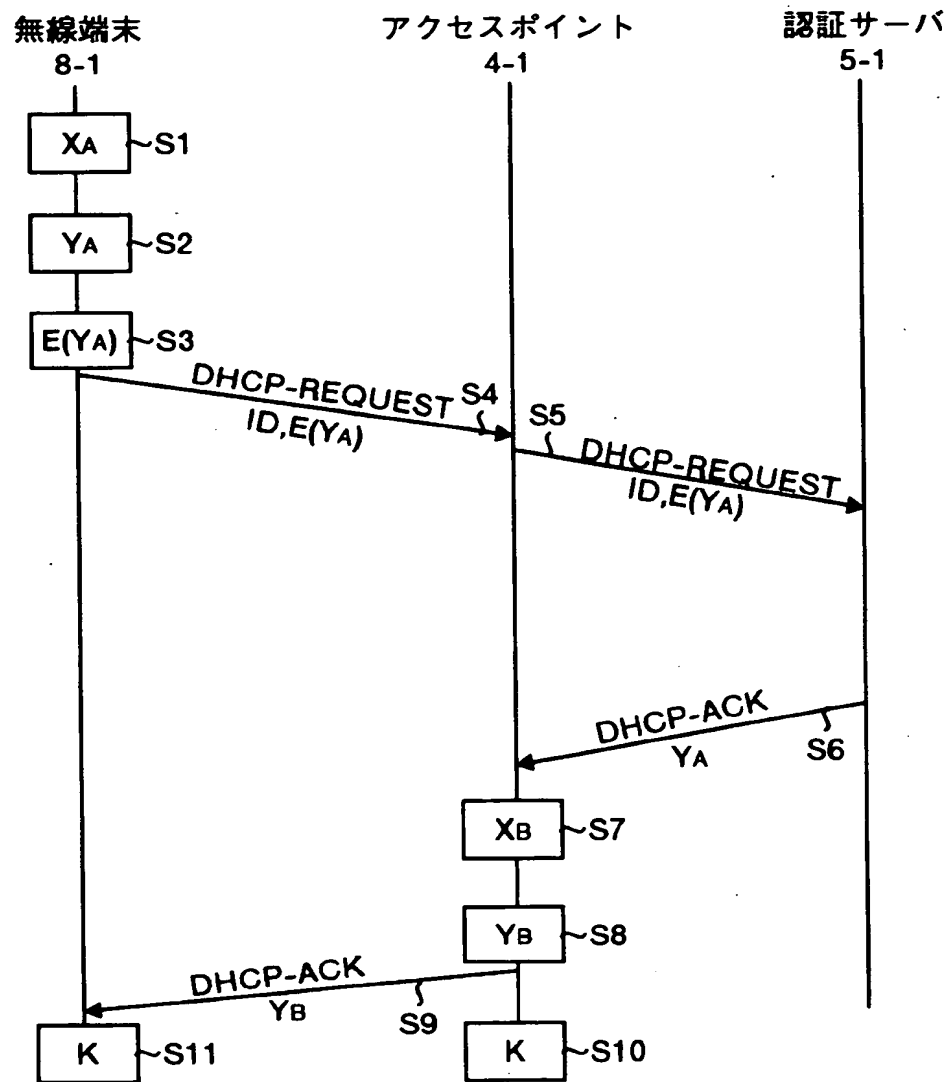 無線端末
8-1
アクセスポイント
4-1
認証サーバ
5-1
XA
S1
YA
S2
E(YA)
S3
DHCP-REQUEST
S4
ID,E(YA)
S5
DHCP-REQUEST
ID,E(YA)
DHCP-ACK
S6
YA
XB
S7
YB
S8
DHCP-ACK
YB
S9
K
S11
K
S10